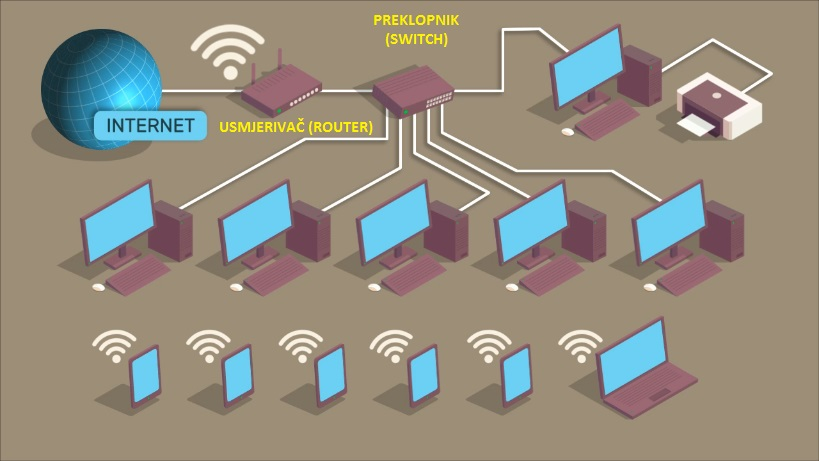 PREKLOPNIK
(SWITCH)
INTERNET
USMJERIVAČ (ROUTER)